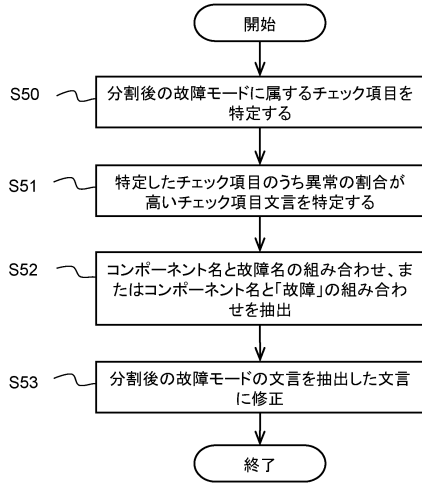 開始
S50
分割後の故障モードに属するチェック項目を
特定する
S51
特定したチェック項目のうち異常の割合が
高いチェック項目文言を特定する
S52
コンポーネント名と故障名の組み合わせ、ま
たはコンポーネント名と「故障」の組み合わ
せを抽出
S53
分割後の故障モードの文言を抽出した文言
に修正
終了